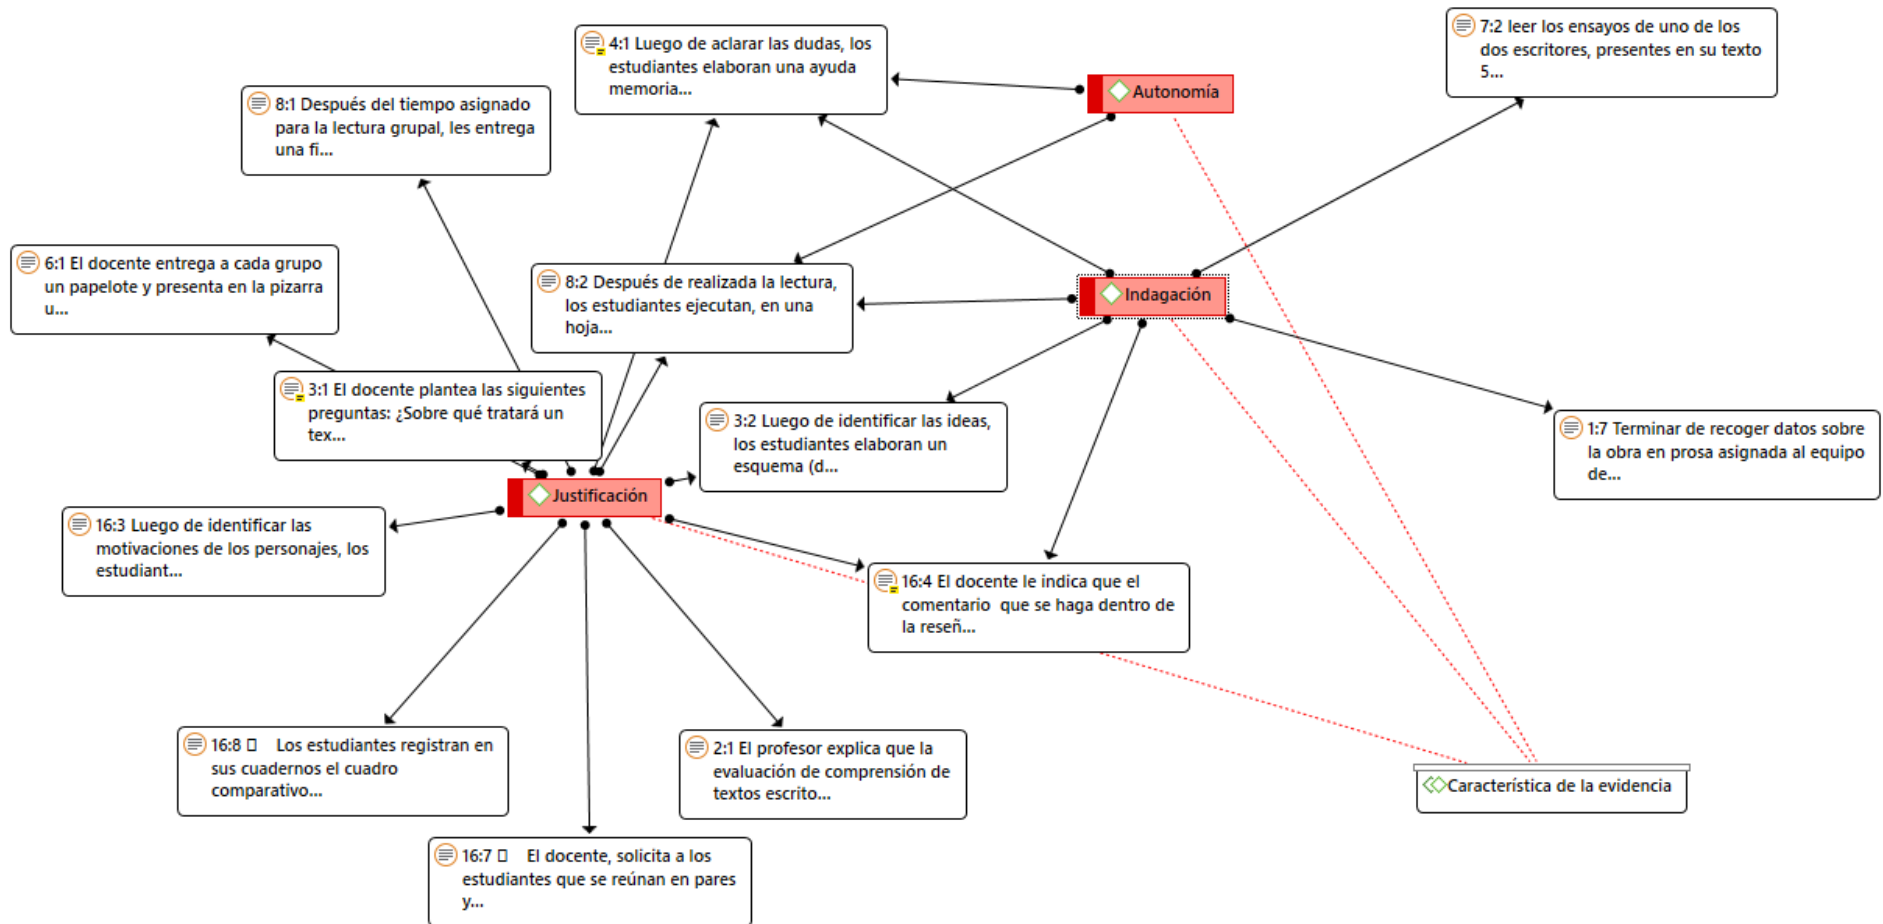 7:2 leer los ensayos de uno de los
dos escritores, presentes en su texto
5...
4:1 Luego de aclarar las dudas, los
estudiantes elaboran una ayuda
memoria...
Autonomía
8:1 Después del tiempo asignado
para la lectura grupal, les entrega
una fi...
6:1 El docente entrega a cada grupo
un papelote y presenta en la pizarra
u...
8:2 Después de realizada la lectura,
los estudiantes ejecutan, en una
hoja...
Indagación
3:1 El docente plantea las siguientes
preguntas: ¿Sobre qué tratará un
tex...
3:2 Luego de identificar las ideas,
los estudiantes elaboran un
esquema (d...
1:7 Terminar de recoger datos sobre
la obra en prosa asignada al equipo
de...
Justificación
16:3 Luego de identificar las
motivaciones de los personajes, los
estudiant...
16:4 El docente le indica que el
comentario que se haga dentro de
la reseñ...
16:8 Los estudiantes registran en
sus cuadernos el cuadro
comparativo...
2:1 El profesor explica que la
evaluación de comprensión de
textos escrito...
Característica de la evidencia
16:7 El docente, solicita a los
estudiantes que se reúnan en pares
y...